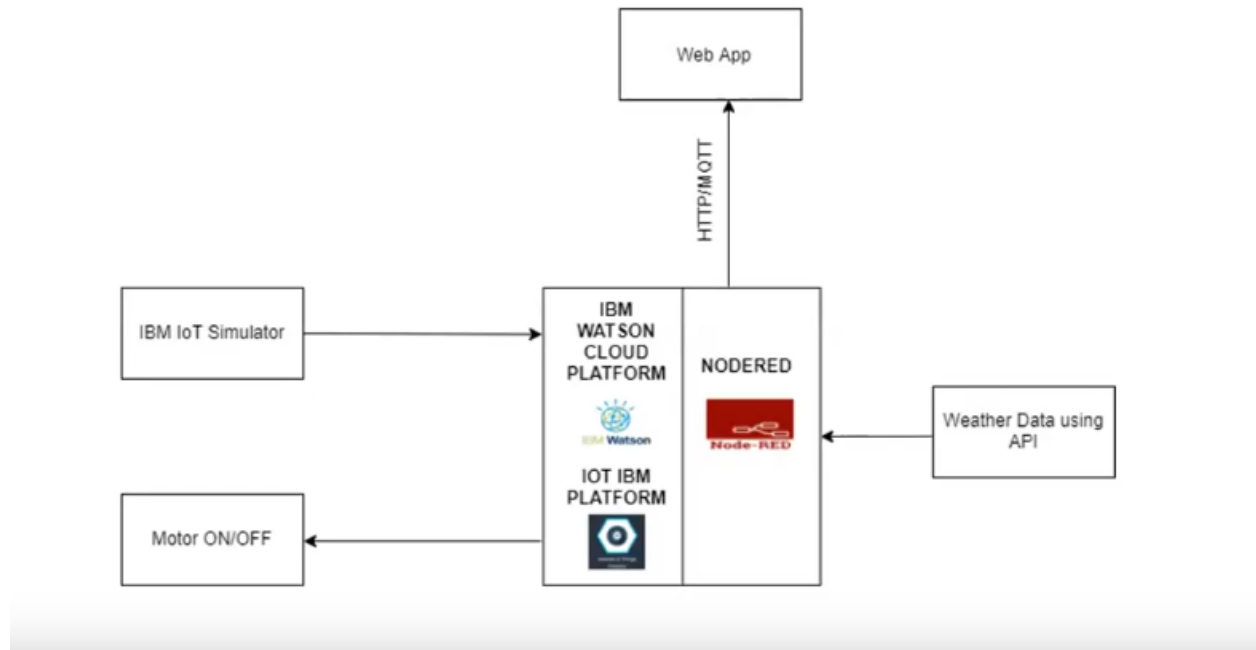 Web App
HTTP/MQTT
IBM IoT Simulator
IBM
WATSON
CLOUD
PLATFORM
IBM Watson
IOT IBM
PLATFORM
NODERED
Node-RED
Weather Data using
API
Motor ON/OFF